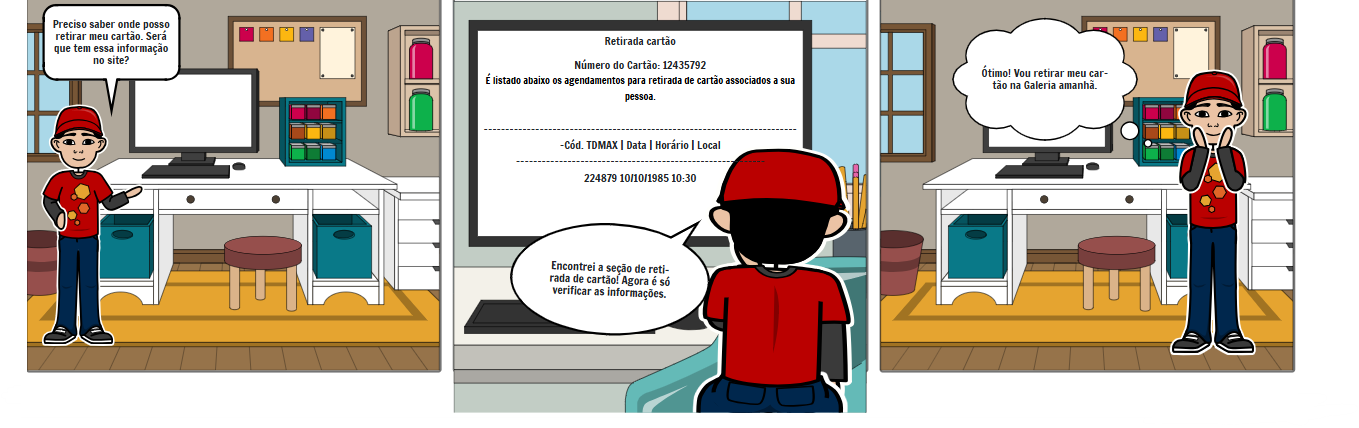 Preciso saber onde posso
retirar meu cartão. Será
que tem essa informação
no site?
Retirada cartão
Número do Cartão: 12435792
É listado abaixo os agendamentos para retirada de cartão associados a sua
pessoa.
-Cód. TDMAX | Data | Horário | Local
224879 10/10/1985 10:30
Encontrei a seção de reti-
rada de cartão! Agora é só
verificar as informações.
Ótimo! Vou retirar meu car-
tão na Galeria amanhã.